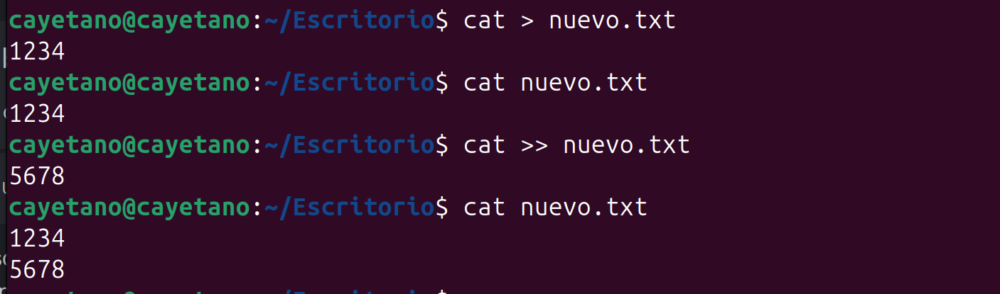 cayetano@cayetano:~/Escritorio$ cat > nuevo.txt
1234
cayetano@cayetano:~/Escritorio$ cat nuevo.txt
1234
cayetano@cayetano:~/Escritorio$ cat >> nuevo.txt
5678
cayetano@cayetano:~/Escritorio$ cat nuevo.txt
1234
5678